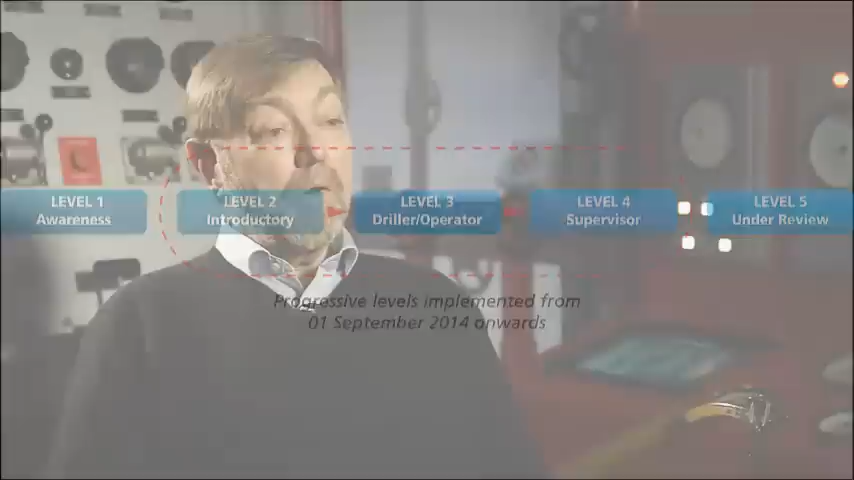 LEVEL 1
Awareness
LEVEL 2
Introductory
LEVEL 3
Driller/Operator
LEVEL 4
Supervisor
LEVEL 5
Under Review
Progressive levels implemented from
01 September 2014 onwards